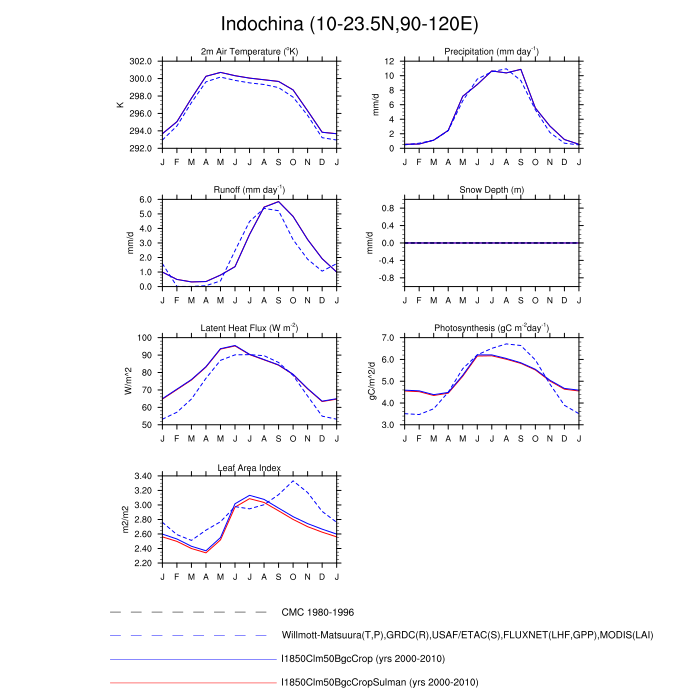 Indochina (10-23.5N,90-120E)
2m Air Temperature (°K)
302.0
300.0
298.0
296.0
294.0
292.0
K
J F M A M J J A S O N D J
Precipitation (mm day-1)
12
10
8
6
4
2
0
mm/d
J F M A M J J A S O N D J
Runoff (mm day-1)
6.0
5.0
4.0
3.0
2.0
1.0
0.0
mm/d
J F M A M J J A S O N D J
Snow Depth (m)
0.8
0.4
0.0
-0.4
-0.8
mm/d
J F M A M J J A S O N D J
Latent Heat Flux (W m-2)
100
90
80
70
60
50
W/m^2
J F M A M J J A S O N D J
Photosynthesis (gC m-2day-1)
7.0
6.0
5.0
4.0
3.0
gC/m^2/d
J F M A M J J A S O N D J
Leaf Area Index
3.40
3.20
3.00
2.80
2.60
2.40
2.20
m2/m2
J F M A M J J A S O N D J
CMC 1980-1996
Willmott-Matsuura(T,P),GRDC(R),USAF/ETAC(S),FLUXNET(LHF,GPP),MODIS(LAI)
I1850Clm50BgcCrop (yrs 2000-2010)
I1850Clm50BgcCropSulman (yrs 2000-2010)